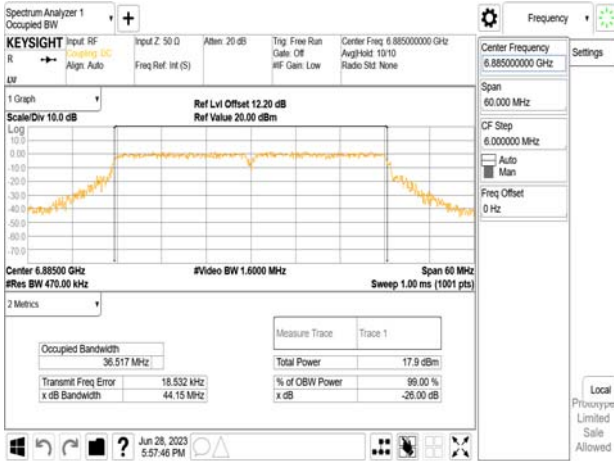 Spectrum Analyzer 1
Occupied BW
Frequency
KEYSIGHT
R
Input: RF
Coupling: DC
Align: Auto
Input Z: 50 Ω
Freq Ref: Int (S)
Atten: 20 dB
Trig: Free Run
Gate: Off
#IF Gain: Low
Center Freq: 6.885000000 GHz
Avg|Hold: 10/10
Radio Std: None
Center Frequency
6.885000000 GHz
Settings
Span
60.000 MHz
CF Step
6.000000 MHz
Auto
Man
Freq Offset
0 Hz
1 Graph
Scale/Div 10.0 dB
Ref Lvl Offset 12.20 dB
Ref Value 20.00 dBm
Log
10.0
0.00
-10.0
-20.0
-30.0
-40.0
-50.0
-60.0
-70.0
Center 6.88500 GHz
#Res BW 470.00 kHz
#Video BW 1.6000 MHz
Span 60 MHz
Sweep 1.00 ms (1001 pts)
2 Metrics
Measure Trace
Trace 1
Occupied Bandwidth
36.517 MHz
Total Power
17.9 dBm
Transmit Freq Error
18.532 kHz
% of OBW Power
99.00 %
x dB Bandwidth
44.15 MHz
x dB
-26.00 dB
Local
Prototype
Limited
Sale
Allowed
?
Jun 28, 2023
5:57:46 PM